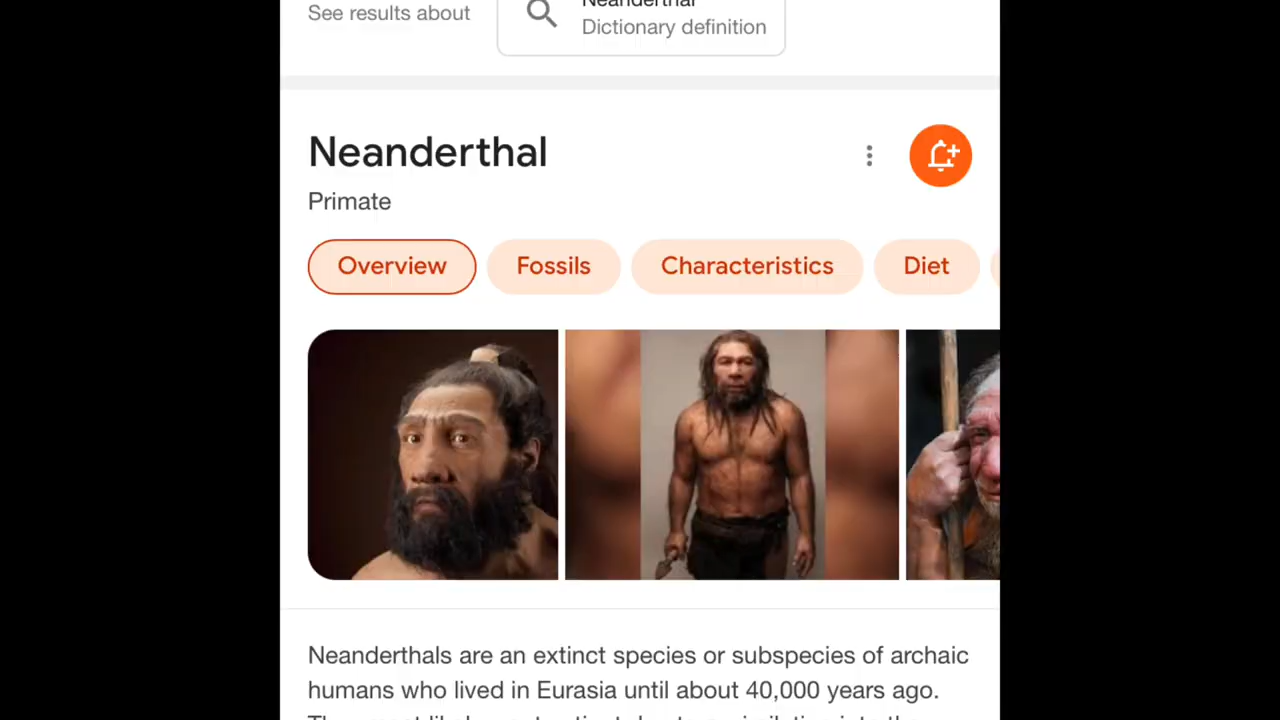 See results about
Neanderthal
Dictionary definition
Neanderthal
Primate
Overview
Fossils
Characteristics
Diet
Neanderthals are an extinct species or subspecies of archaic
humans who lived in Eurasia until about 40,000 years ago.